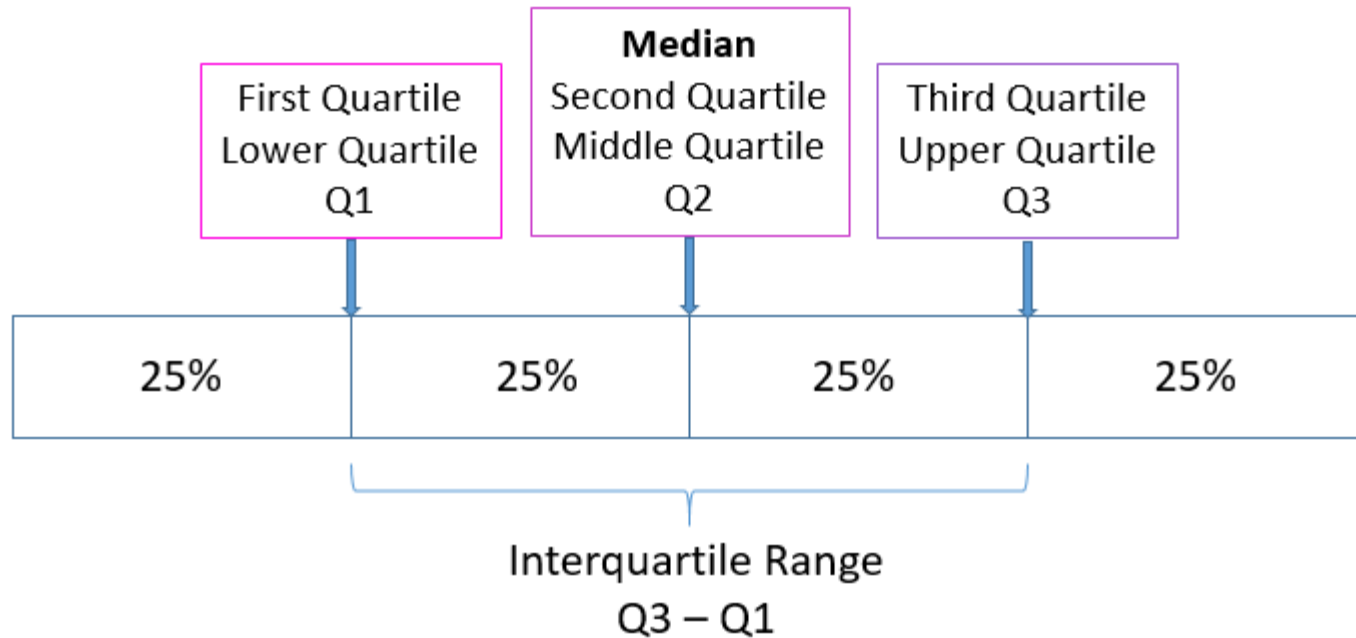 First Quartile
Lower Quartile
Q1
Median
Second Quartile
Middle Quartile
Q2
Third Quartile
Upper Quartile
Q3
25%
25%
25%
25%
Interquartile Range
Q3 – Q1